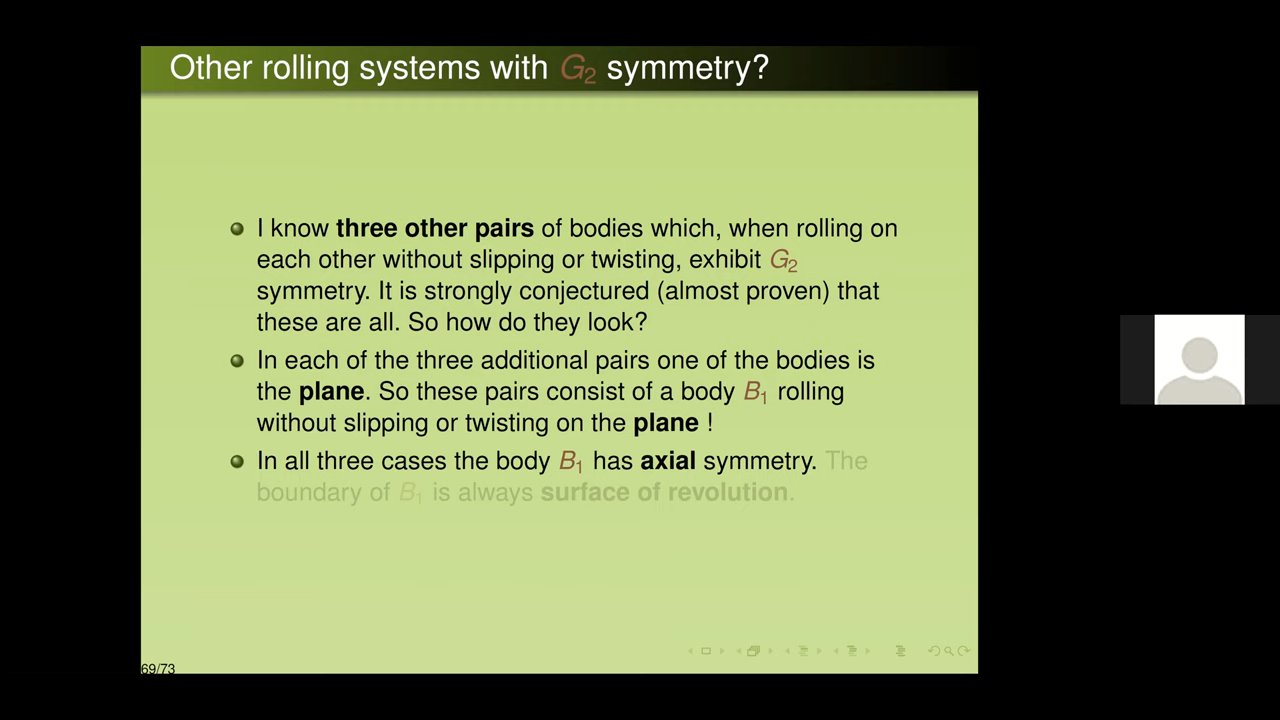 Other rolling systems with G2 symmetry?
I know three other pairs of bodies which, when rolling on
each other without slipping or twisting, exhibit G2
symmetry. It is strongly conjectured (almost proven) that
these are all. So how do they look?
In each of the three additional pairs one of the bodies is
the plane. So these pairs consist of a body B1 rolling
without slipping or twisting on the plane !
In all three cases the body B1 has axial symmetry. The
boundary of B1 is always surface of revolution.
69/73